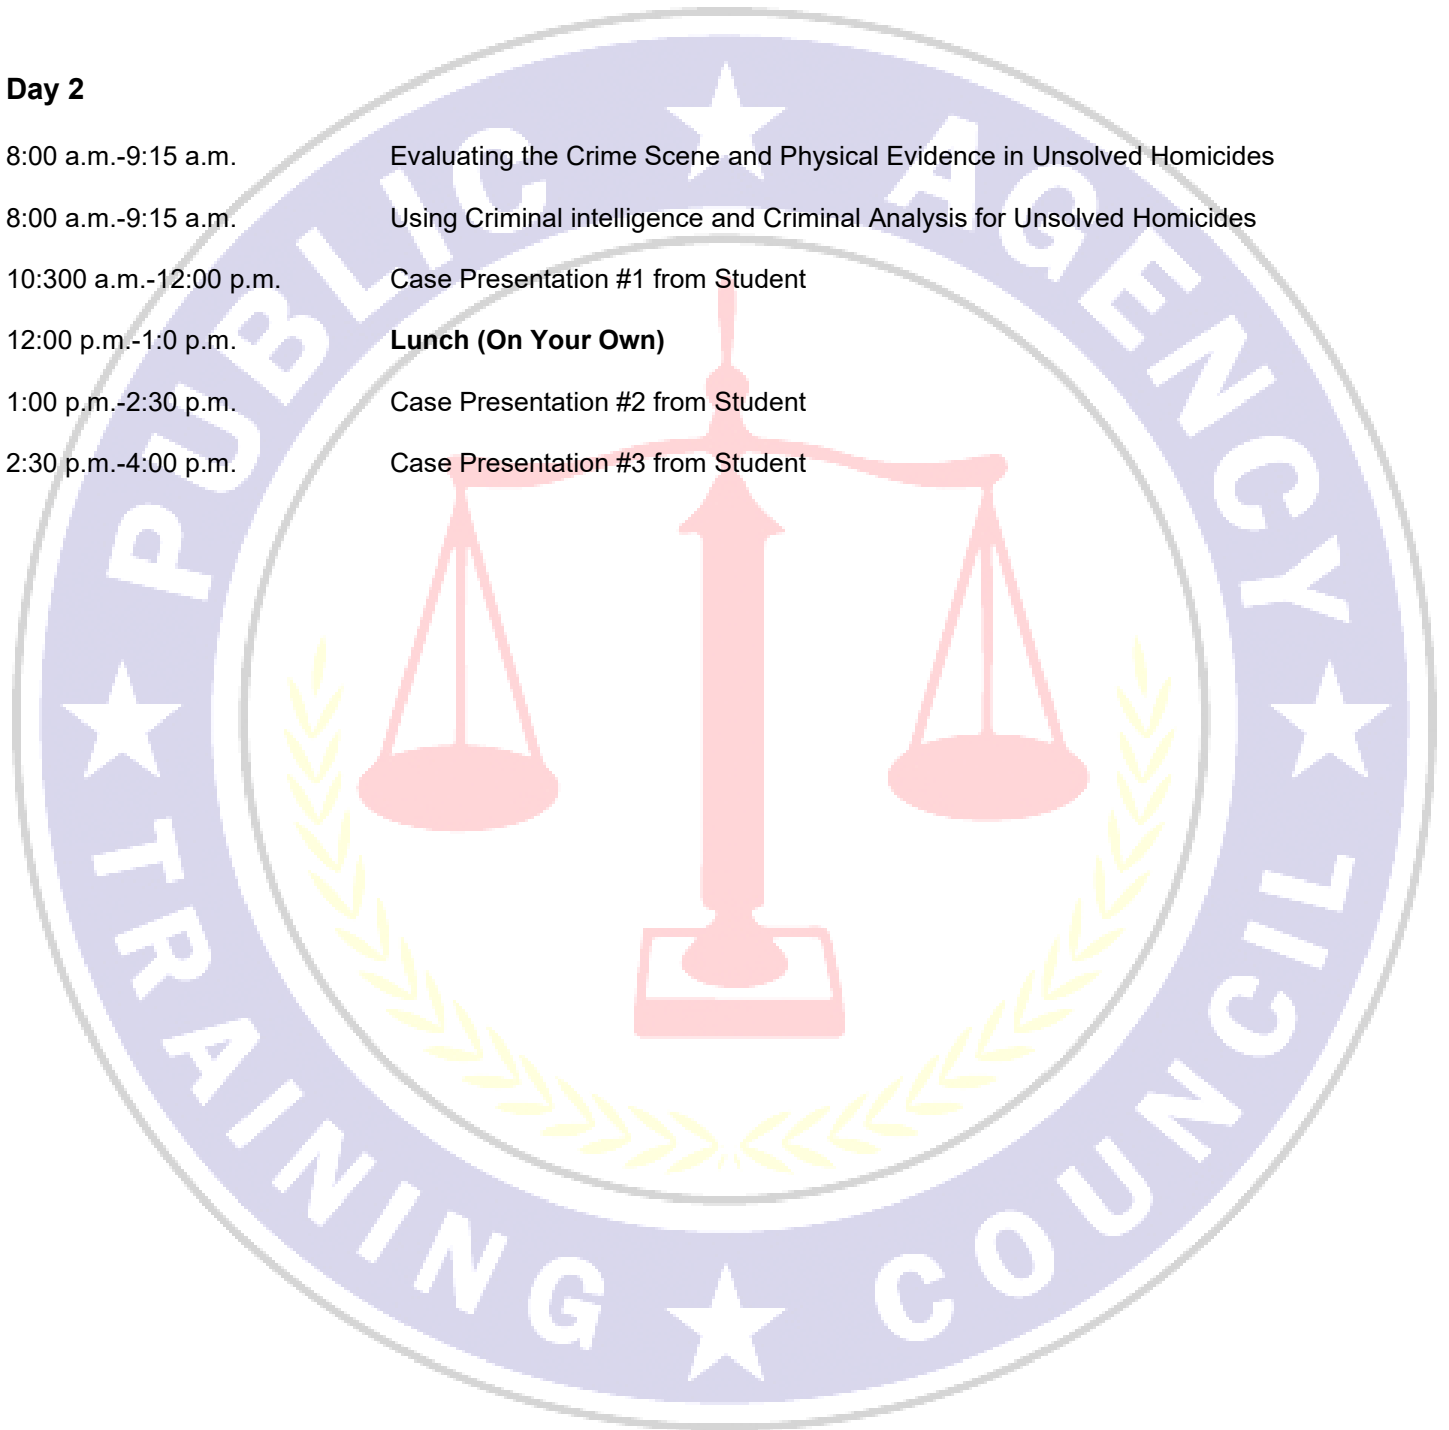 Day 2
8:00 a.m.-9:15 a.m. Evaluating the Crime Scene and Physical Evidence in Unsolved Homicides
8:00 a.m.-9:15 a.m. Using Criminal intelligence and Criminal Analysis for Unsolved Homicides
10:300 a.m.-12:00 p.m. Case Presentation #1 from Student
12:00 p.m.-1:0 p.m. Lunch (On Your Own)
1:00 p.m.-2:30 p.m. Case Presentation #2 from Student
2:30 p.m.-4:00 p.m. Case Presentation #3 from Student
PUBLIC AGENCY
TRAINING COUNCIL